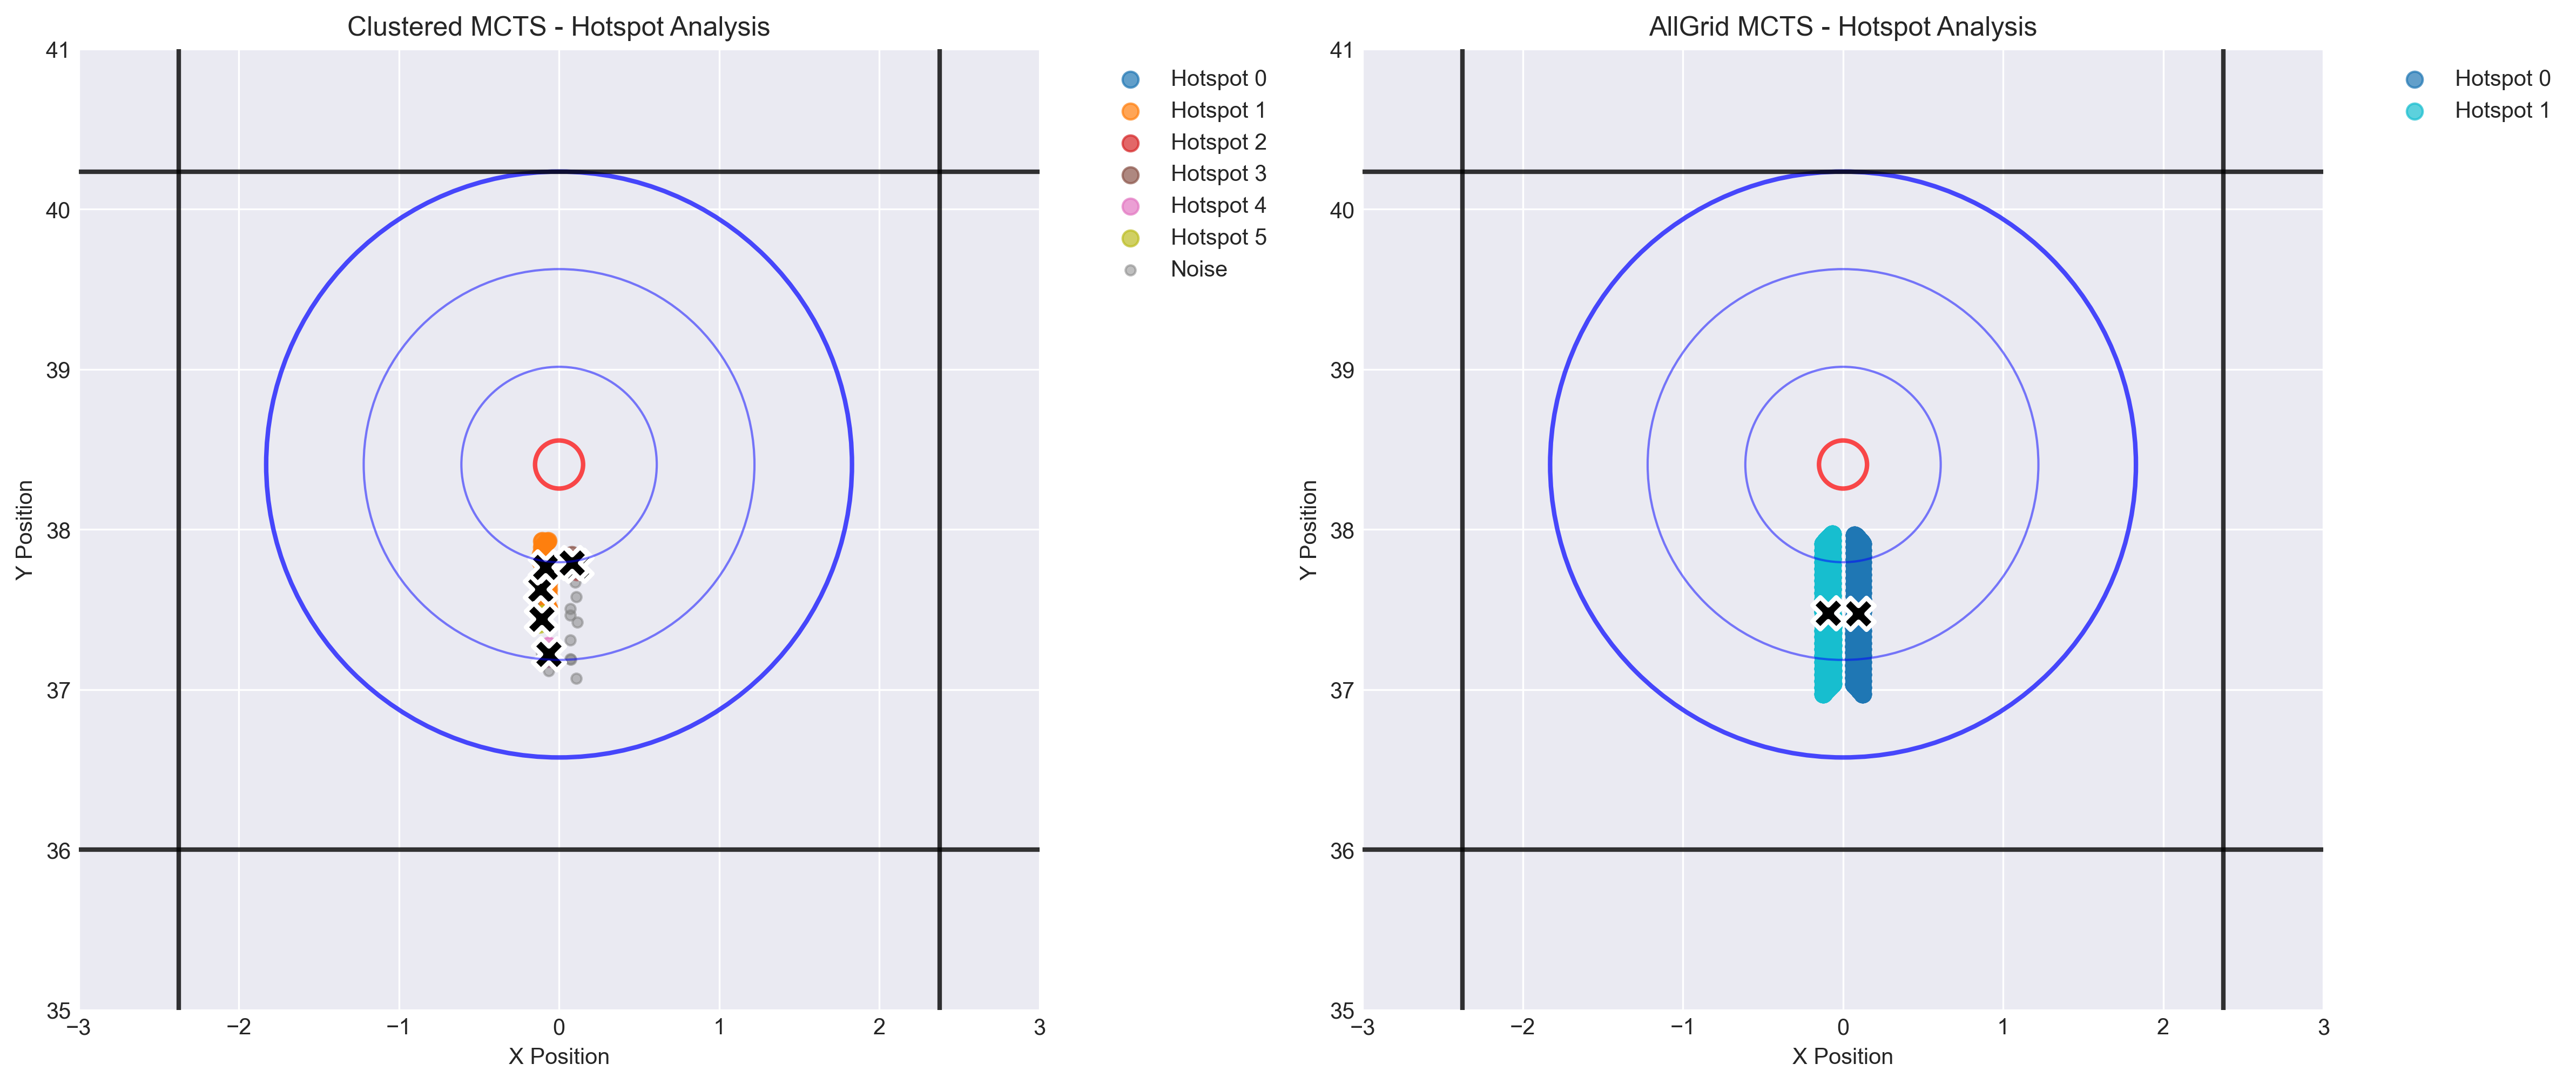 Clustered MCTS - Hotspot Analysis
41
40
39
38
37
36
35
Y Position
−3
−2
−1
0
1
2
3
X Position
Hotspot 0
Hotspot 1
Hotspot 2
Hotspot 3
Hotspot 4
Hotspot 5
Noise
AllGrid MCTS - Hotspot Analysis
41
40
39
38
37
36
35
Y Position
−3
−2
−1
0
1
2
3
X Position
Hotspot 0
Hotspot 1